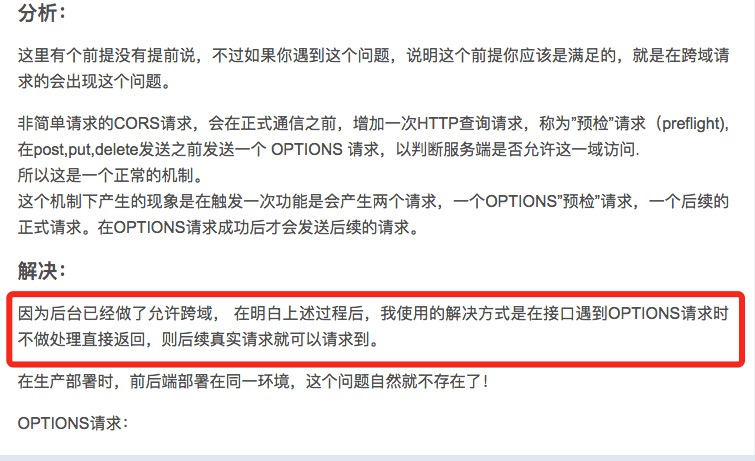 分析：
这里有个前提没有提前说，不过如果你遇到这个问题，说明这个前提你应该是满足的，就是在跨域请
求的会出现这个问题。
非简单请求的CORS请求，会在正式通信之前，增加一次HTTP查询请求，称为”预检”请求（preflight),
在post,put,delete发送之前发送一个 OPTIONS 请求，以判断服务端是否允许这一域访问.
所以这是一个正常的机制。
这个机制下产生的现象是在触发一次功能是会产生两个请求，一个OPTIONS”预检”请求，一个后续的
正式请求。在OPTIONS请求成功后才会发送后续的请求。
解决：
因为后台已经做了允许跨域， 在明白上述过程后，我使用的解决方式是在接口遇到OPTIONS请求时
不做处理直接返回，则后续真实请求就可以请求到。
在生产部署时，前后端部署在同一环境，这个问题自然就不存在了！
OPTIONS请求：